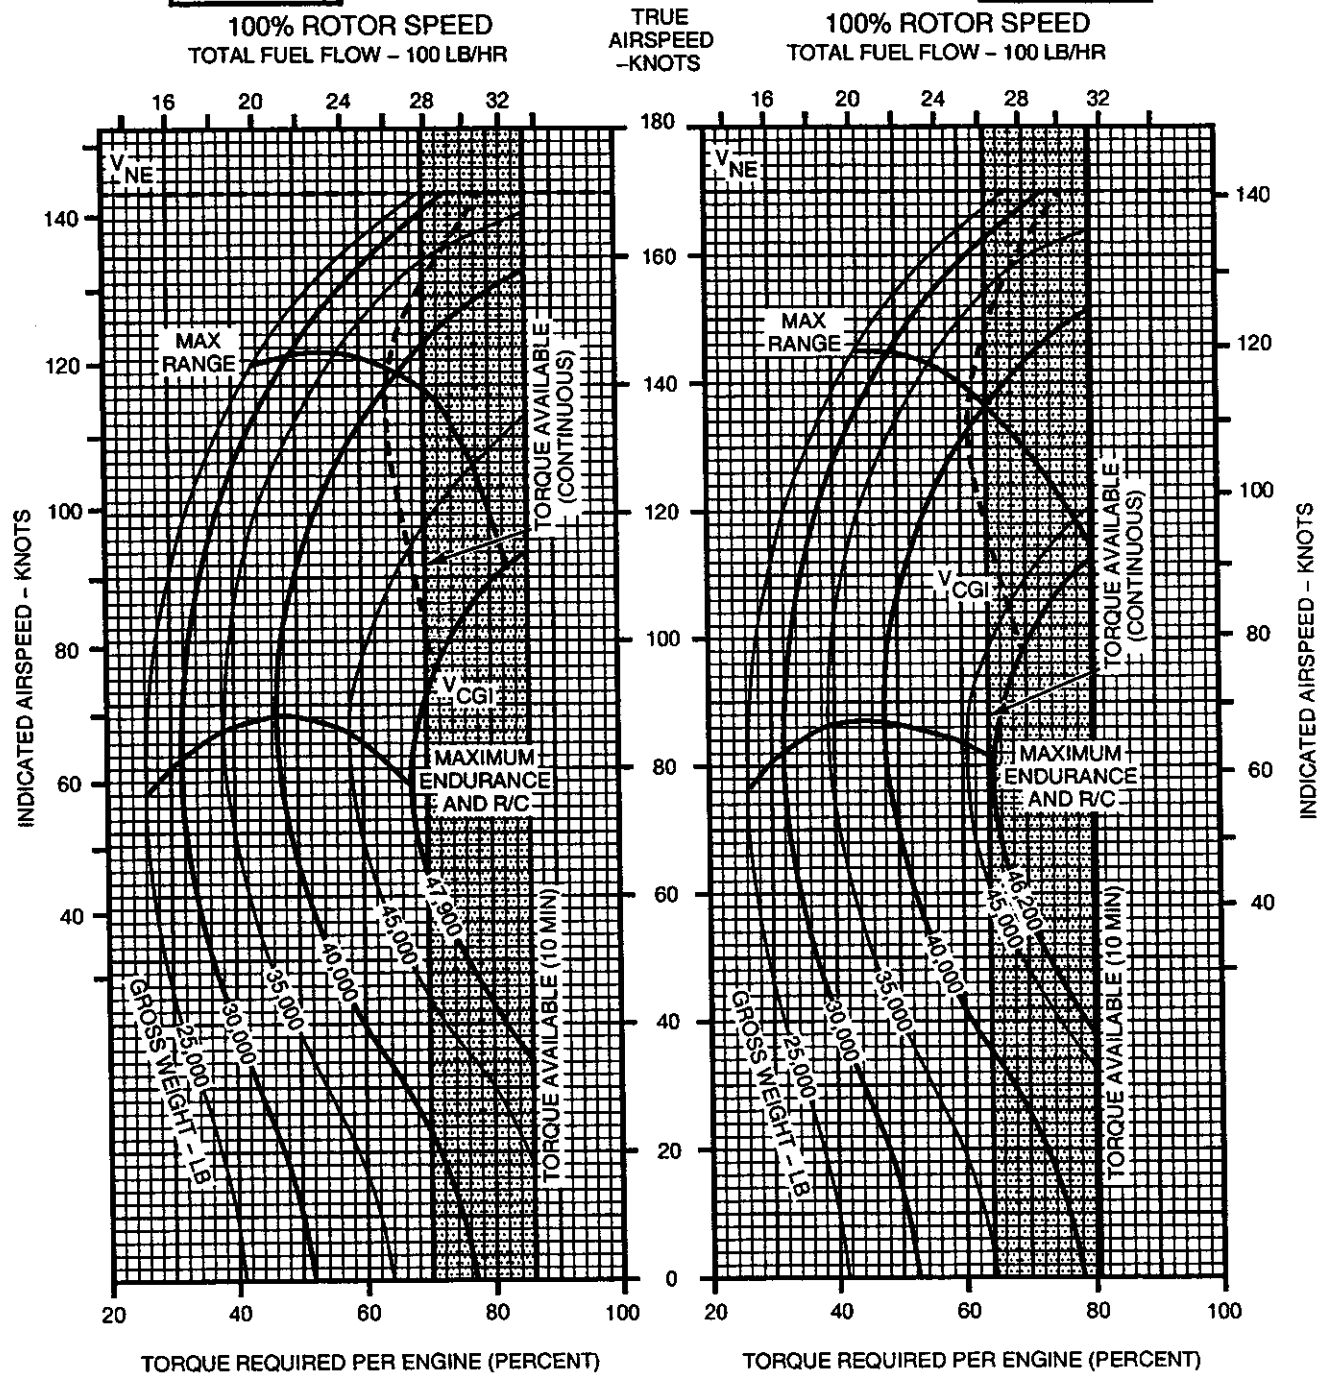 100% ROTOR SPEED
TOTAL FUEL FLOW – 100 LB/HR
TRUE
AIRSPEED
–KNOTS
100% ROTOR SPEED
TOTAL FUEL FLOW – 100 LB/HR
16 20 24 28 32
16 20 24 28 32
180
160
140
120
100
80
60
40
20
0
VNE
MAX
RANGE
TORQUE AVAILABLE
(CONTINUOUS)
VCGI
MAXIMUM
ENDURANCE
AND R/C
TORQUE AVAILABLE (10 MIN)
GROSS WEIGHT – LB
25,000
30,000
35,000
40,000
45,000
47,900
140
120
100
80
60
40
INDICATED AIRSPEED – KNOTS
20 40 60 80 100
TORQUE REQUIRED PER ENGINE (PERCENT)
VNE
MAX
RANGE
TORQUE AVAILABLE
(CONTINUOUS)
VCGI
MAXIMUM
ENDURANCE
AND R/C
TORQUE AVAILABLE (10 MIN)
GROSS WEIGHT – LB
25,000
30,000
35,000
40,000
45,000
46,200
140
120
100
80
60
40
INDICATED AIRSPEED – KNOTS
20 40 60 80 100
TORQUE REQUIRED PER ENGINE (PERCENT)